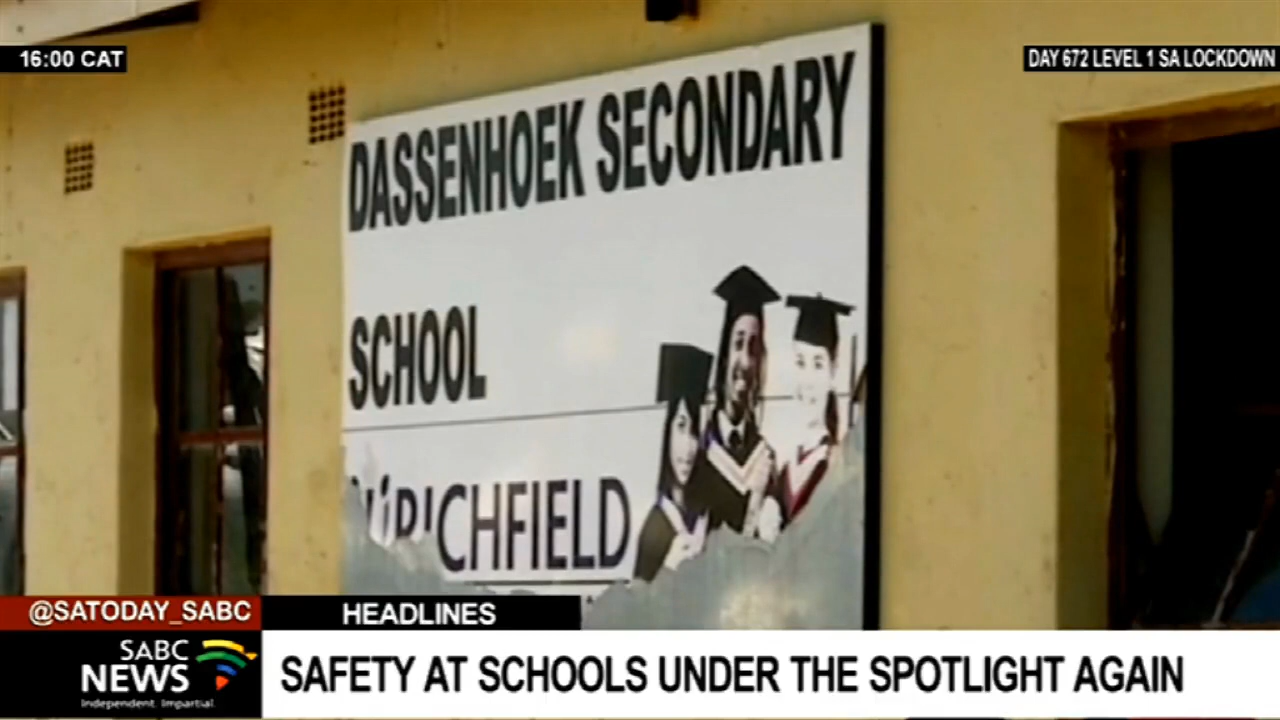 16:00 CAT
DAY 672 LEVEL 1 SA LOCKDOWN
DASSENHOEK SECONDARY
SCHOOL
RICHFIELD
@SATODAY_SABC
HEADLINES
SABC
NEWS
Independent. Impartial.
SAFETY AT SCHOOLS UNDER THE SPOTLIGHT AGAIN